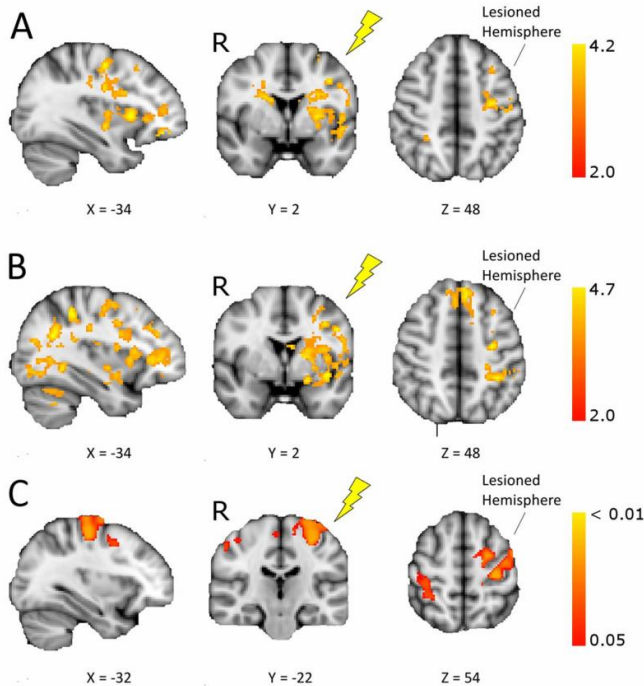 A
R
Lesioned
Hemisphere
4.2
2.0
X = -34
Y = 2
Z = 48
B
R
Lesioned
Hemisphere
4.7
2.0
X = -34
Y = 2
Z = 48
C
R
Lesioned
Hemisphere
< 0.01
0.05
X = -32
Y = -22
Z = 54